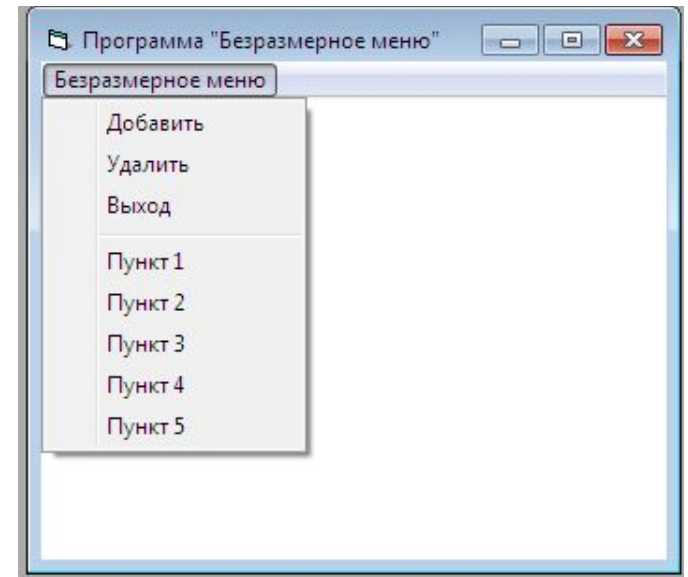 Программа "Безразмерное меню"
Безразмерное меню
Добавить
Удалить
Выход
Пункт 1
Пункт 2
Пункт 3
Пункт 4
Пункт 5